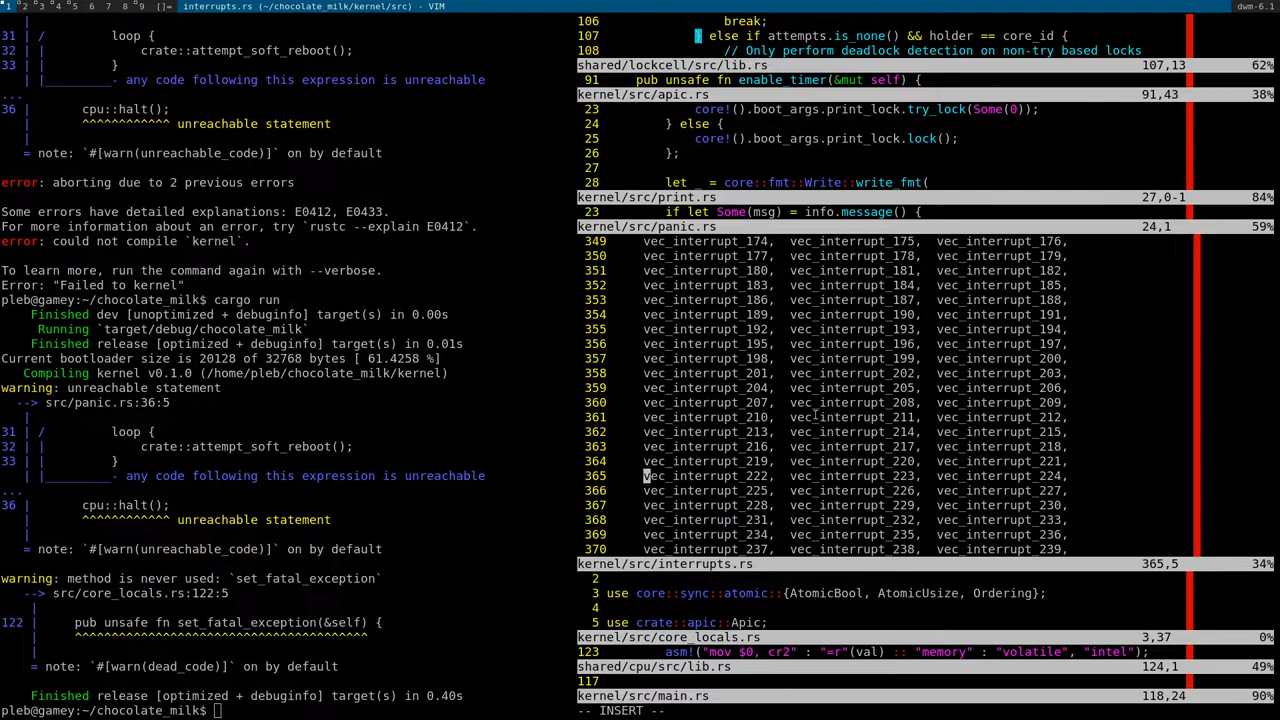 1 2 3 4 5 6 7 8 9 []= interrupts.rs (~/chocolate_milk/kernel/src) - VIM dwm-6.1
|
31 | /         loop {
32 | |             crate::attempt_soft_reboot();
33 | |         }
| |_________- any code following this expression is unreachable
...
36 |       cpu::halt();
|       ^^^^^^^^^^^^ unreachable statement
|
= note: `#[warn(unreachable_code)]` on by default
error: aborting due to 2 previous errors
Some errors have detailed explanations: E0412, E0433.
For more information about an error, try `rustc --explain E0412`.
error: could not compile `kernel`.
To learn more, run the command again with --verbose.
Error: "Failed to kernel"
pleb@gamey:~/chocolate_milk$ cargo run
Finished dev [unoptimized + debuginfo] target(s) in 0.00s
Running `target/debug/chocolate_milk`
Finished release [optimized + debuginfo] target(s) in 0.01s
Current bootloader size is 20128 of 32768 bytes [ 61.4258 %]
Compiling kernel v0.1.0 (/home/pleb/chocolate_milk/kernel)
warning: unreachable statement
--> src/panic.rs:36:5
|
31 | /         loop {
32 | |             crate::attempt_soft_reboot();
33 | |         }
| |_________- any code following this expression is unreachable
...
36 |       cpu::halt();
|       ^^^^^^^^^^^^ unreachable statement
|
= note: `#[warn(unreachable_code)]` on by default
warning: method is never used: `set_fatal_exception`
--> src/core_locals.rs:122:5
|
122 |     pub unsafe fn set_fatal_exception(&self) {
|     ^^^^^^^^^^^^^^^^^^^^^^^^^^^^^^^^^^^^^^^^
|
= note: `#[warn(dead_code)]` on by default
Finished release [optimized + debuginfo] target(s) in 0.40s
pleb@gamey:~/chocolate_milk$
106                 break;
107             } else if attempts.is_none() && holder == core_id {
108                 // Only perform deadlock detection on non-try based locks
shared/lockcell/src/lib.rs 107,13 62%
91     pub unsafe fn enable_timer(&mut self) {
kernel/src/apic.rs 91,43 38%
23             core!().boot_args.print_lock.try_lock(Some(0));
24         } else {
25             core!().boot_args.print_lock.lock();
26         };
27
28         let _ = core::fmt::Write::write_fmt(
kernel/src/print.rs 27,0-1 84%
23         if let Some(msg) = info.message() {
kernel/src/panic.rs 24,1 59%
349     vec_interrupt_174,  vec_interrupt_175,  vec_interrupt_176,
350     vec_interrupt_177,  vec_interrupt_178,  vec_interrupt_179,
351     vec_interrupt_180,  vec_interrupt_181,  vec_interrupt_182,
352     vec_interrupt_183,  vec_interrupt_184,  vec_interrupt_185,
353     vec_interrupt_186,  vec_interrupt_187,  vec_interrupt_188,
354     vec_interrupt_189,  vec_interrupt_190,  vec_interrupt_191,
355     vec_interrupt_192,  vec_interrupt_193,  vec_interrupt_194,
356     vec_interrupt_195,  vec_interrupt_196,  vec_interrupt_197,
357     vec_interrupt_198,  vec_interrupt_199,  vec_interrupt_200,
358     vec_interrupt_201,  vec_interrupt_202,  vec_interrupt_203,
359     vec_interrupt_204,  vec_interrupt_205,  vec_interrupt_206,
360     vec_interrupt_207,  vec_interrupt_208,  vec_interrupt_209,
361     vec_interrupt_210,  vec_interrupt_211,  vec_interrupt_212,
362     vec_interrupt_213,  vec_interrupt_214,  vec_interrupt_215,
363     vec_interrupt_216,  vec_interrupt_217,  vec_interrupt_218,
364     vec_interrupt_219,  vec_interrupt_220,  vec_interrupt_221,
365     vec_interrupt_222,  vec_interrupt_223,  vec_interrupt_224,
366     vec_interrupt_225,  vec_interrupt_226,  vec_interrupt_227,
367     vec_interrupt_228,  vec_interrupt_229,  vec_interrupt_230,
368     vec_interrupt_231,  vec_interrupt_232,  vec_interrupt_233,
369     vec_interrupt_234,  vec_interrupt_235,  vec_interrupt_236,
370     vec_interrupt_237,  vec_interrupt_238,  vec_interrupt_239,
kernel/src/interrupts.rs 365,5 34%
2
3 use core::sync::atomic::{AtomicBool, AtomicUsize, Ordering};
4
5 use crate::apic::Apic;
kernel/src/core_locals.rs 3,37 0%
123         asm!("mov $0, cr2" : "=r"(val) :: "memory" : "volatile", "intel");
shared/cpu/src/lib.rs 124,1 49%
117
kernel/src/main.rs 118,24 90%
-- INSERT --